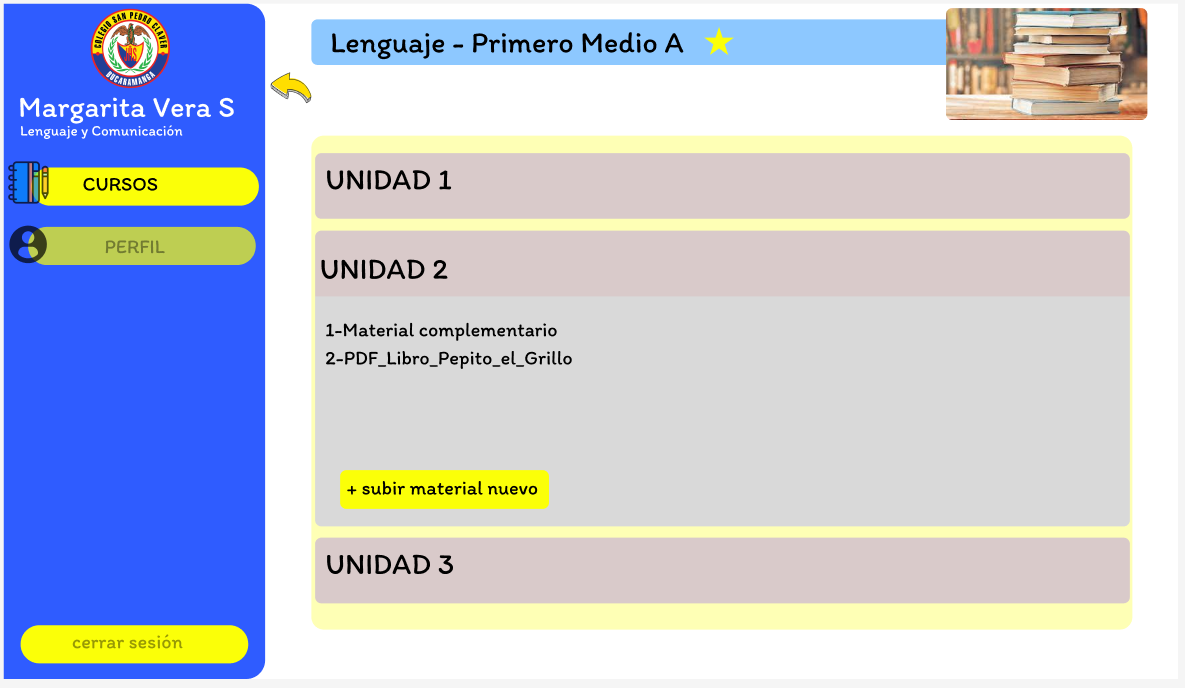 COLEGIO SAN PEDRO CLAVER
BUCARAMANGA
Margarita Vera S
Lenguaje y Comunicación
CURSOS
PERFIL
cerrar sesión
Lenguaje - Primero Medio A
UNIDAD 1
UNIDAD 2
1-Material complementario
2-PDF_Libro_Pepito_el_Grillo
+ subir material nuevo
UNIDAD 3